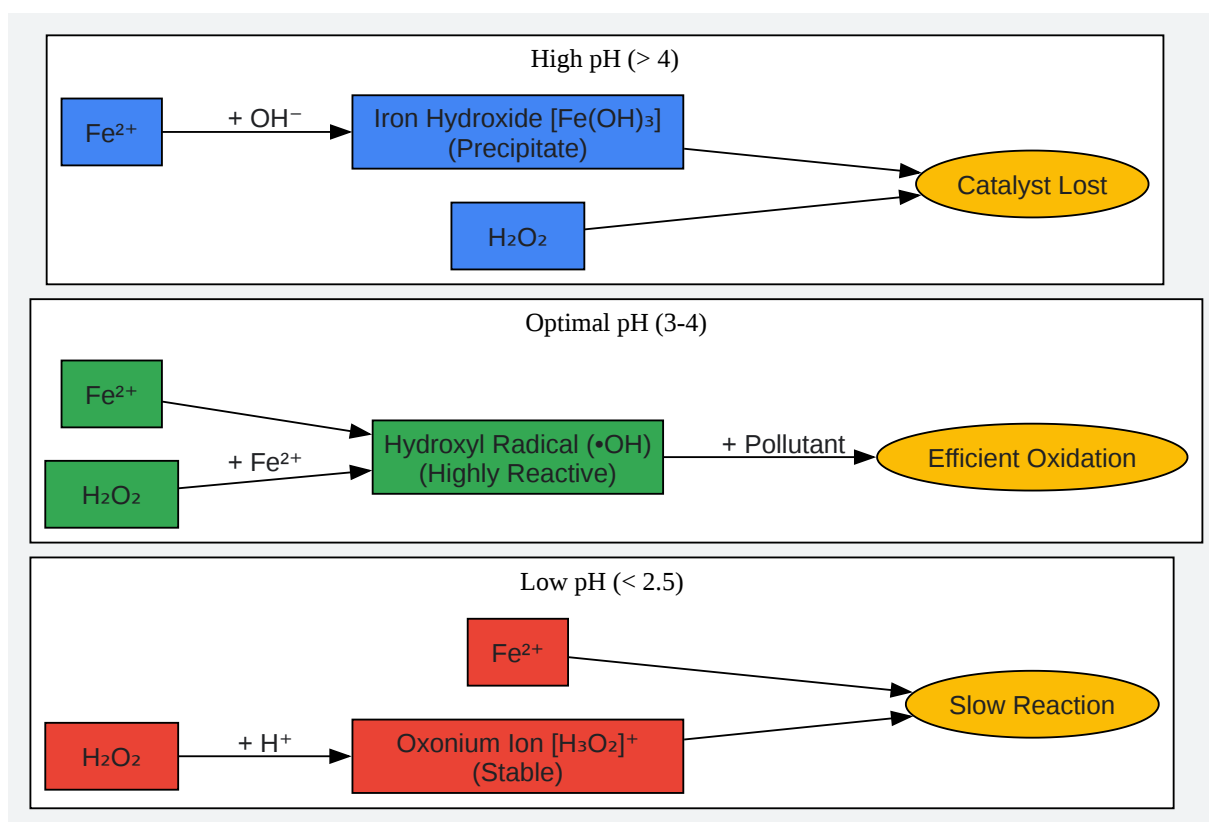 High pH (> 4)
Fe²⁺
+ OH⁻
Iron Hydroxide [Fe(OH)₃]
(Precipitate)
Catalyst Lost
H₂O₂
Optimal pH (3-4)
Fe²⁺
H₂O₂
+ Fe²⁺
Hydroxyl Radical (•OH)
(Highly Reactive)
+ Pollutant
Efficient Oxidation
Low pH (< 2.5)
Fe²⁺
H₂O₂
+ H⁺
Oxonium Ion [H₃O₂]⁺
(Stable)
Slow Reaction